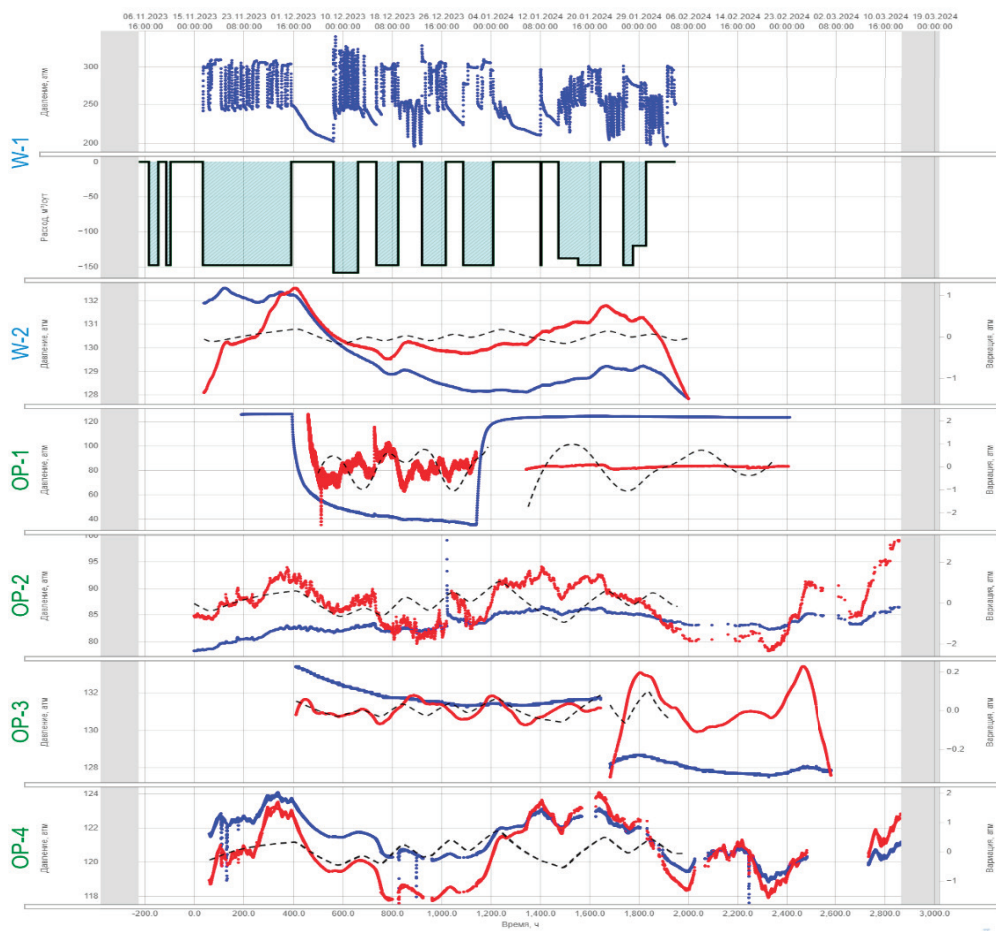 06.11.2023 15.11.2023 23.11.2023 01.12.2023 10.12.2023 18.12.2023 26.12.2023 04.01.2024 12.01.2024 20.01.2024 29.01.2024 06.02.2024 14.02.2024 23.02.2024 02.03.2024 10.03.2024 19.03.2024
16:00:00 00:00:00 08:00:00 16:00:00 00:00:00 08:00:00 16:00:00 00:00:00 08:00:00 16:00:00 00:00:00 08:00:00 16:00:00 00:00:00 08:00:00 16:00:00 00:00:00
W-1
Давление, атм
300
250
200
Расход, м³/сут
0
−50
−100
−150
W-2
Давление, атм
132
131
130
129
128
1
0
−1
Вариация, атм
OP-1
Давление, атм
120
100
80
60
40
2
1
0
−1
−2
Вариация, атм
OP-2
Давление, атм
100
95
90
85
80
2
0
−2
Вариация, атм
OP-3
Давление, атм
132
130
128
0.2
0.0
−0.2
Вариация, атм
OP-4
Давление, атм
124
122
120
118
2
1
0
−1
Вариация, атм
-200.0 0.0 200.0 400.0 600.0 800.0 1,000.0 1,200.0 1,400.0 1,600.0 1,800.0 2,000.0 2,200.0 2,400.0 2,600.0 2,800.0 3,000.0
Время, ч